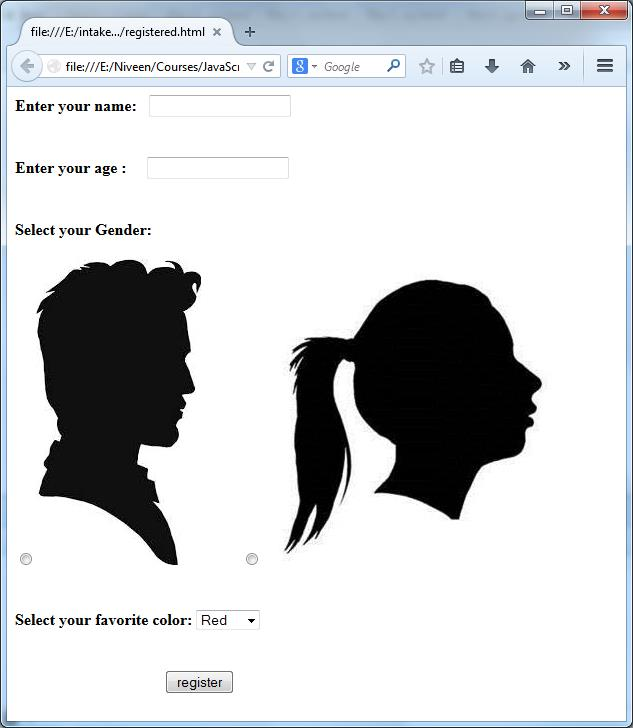 file:///E:/intake.../registered.html
file:///E:/Niveen/Courses/JavaScr
Google
Enter your name:
Enter your age :
Select your Gender:
Select your favorite color: Red
register